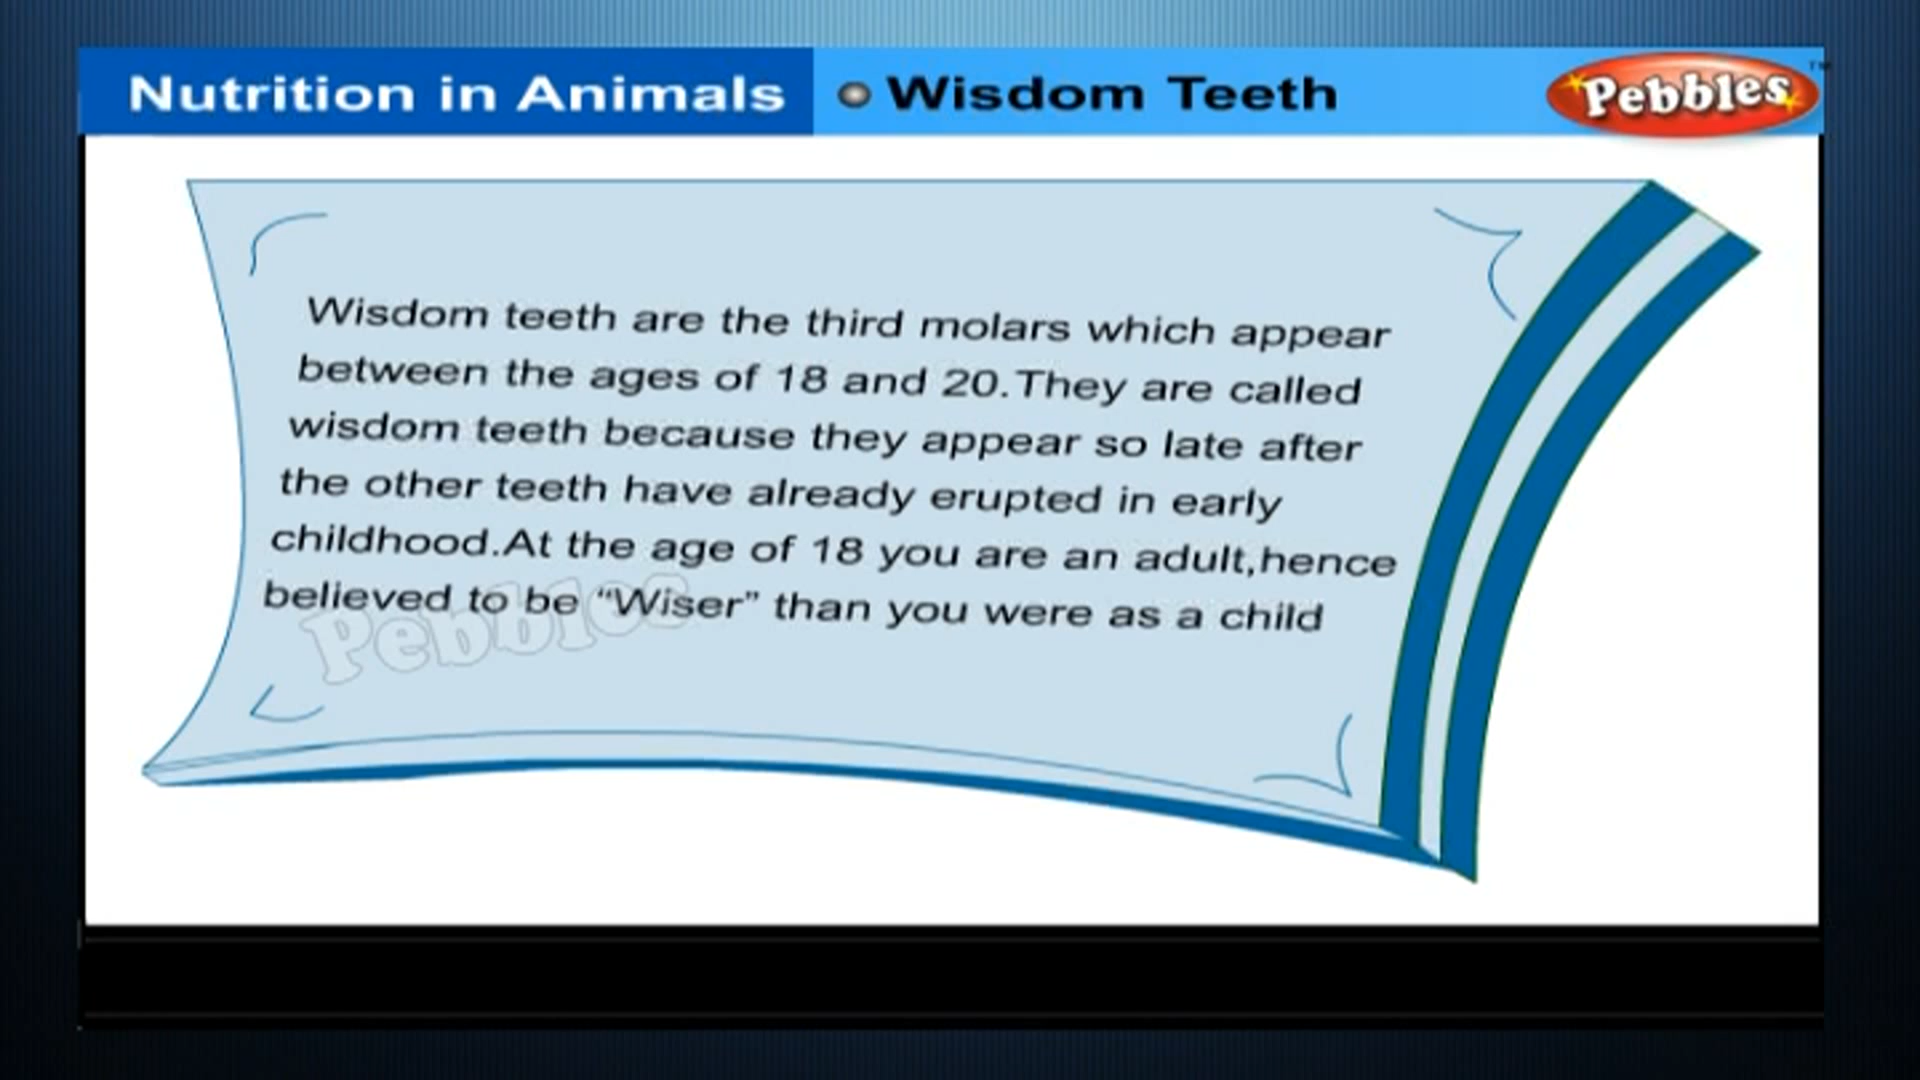 Nutrition in Animals
Wisdom Teeth
Pebbles TM
Wisdom teeth are the third molars which appear
between the ages of 18 and 20.They are called
wisdom teeth because they appear so late after
the other teeth have already erupted in early
childhood.At the age of 18 you are an adult,hence
believed to be “Wiser” than you were as a child
Pebbles